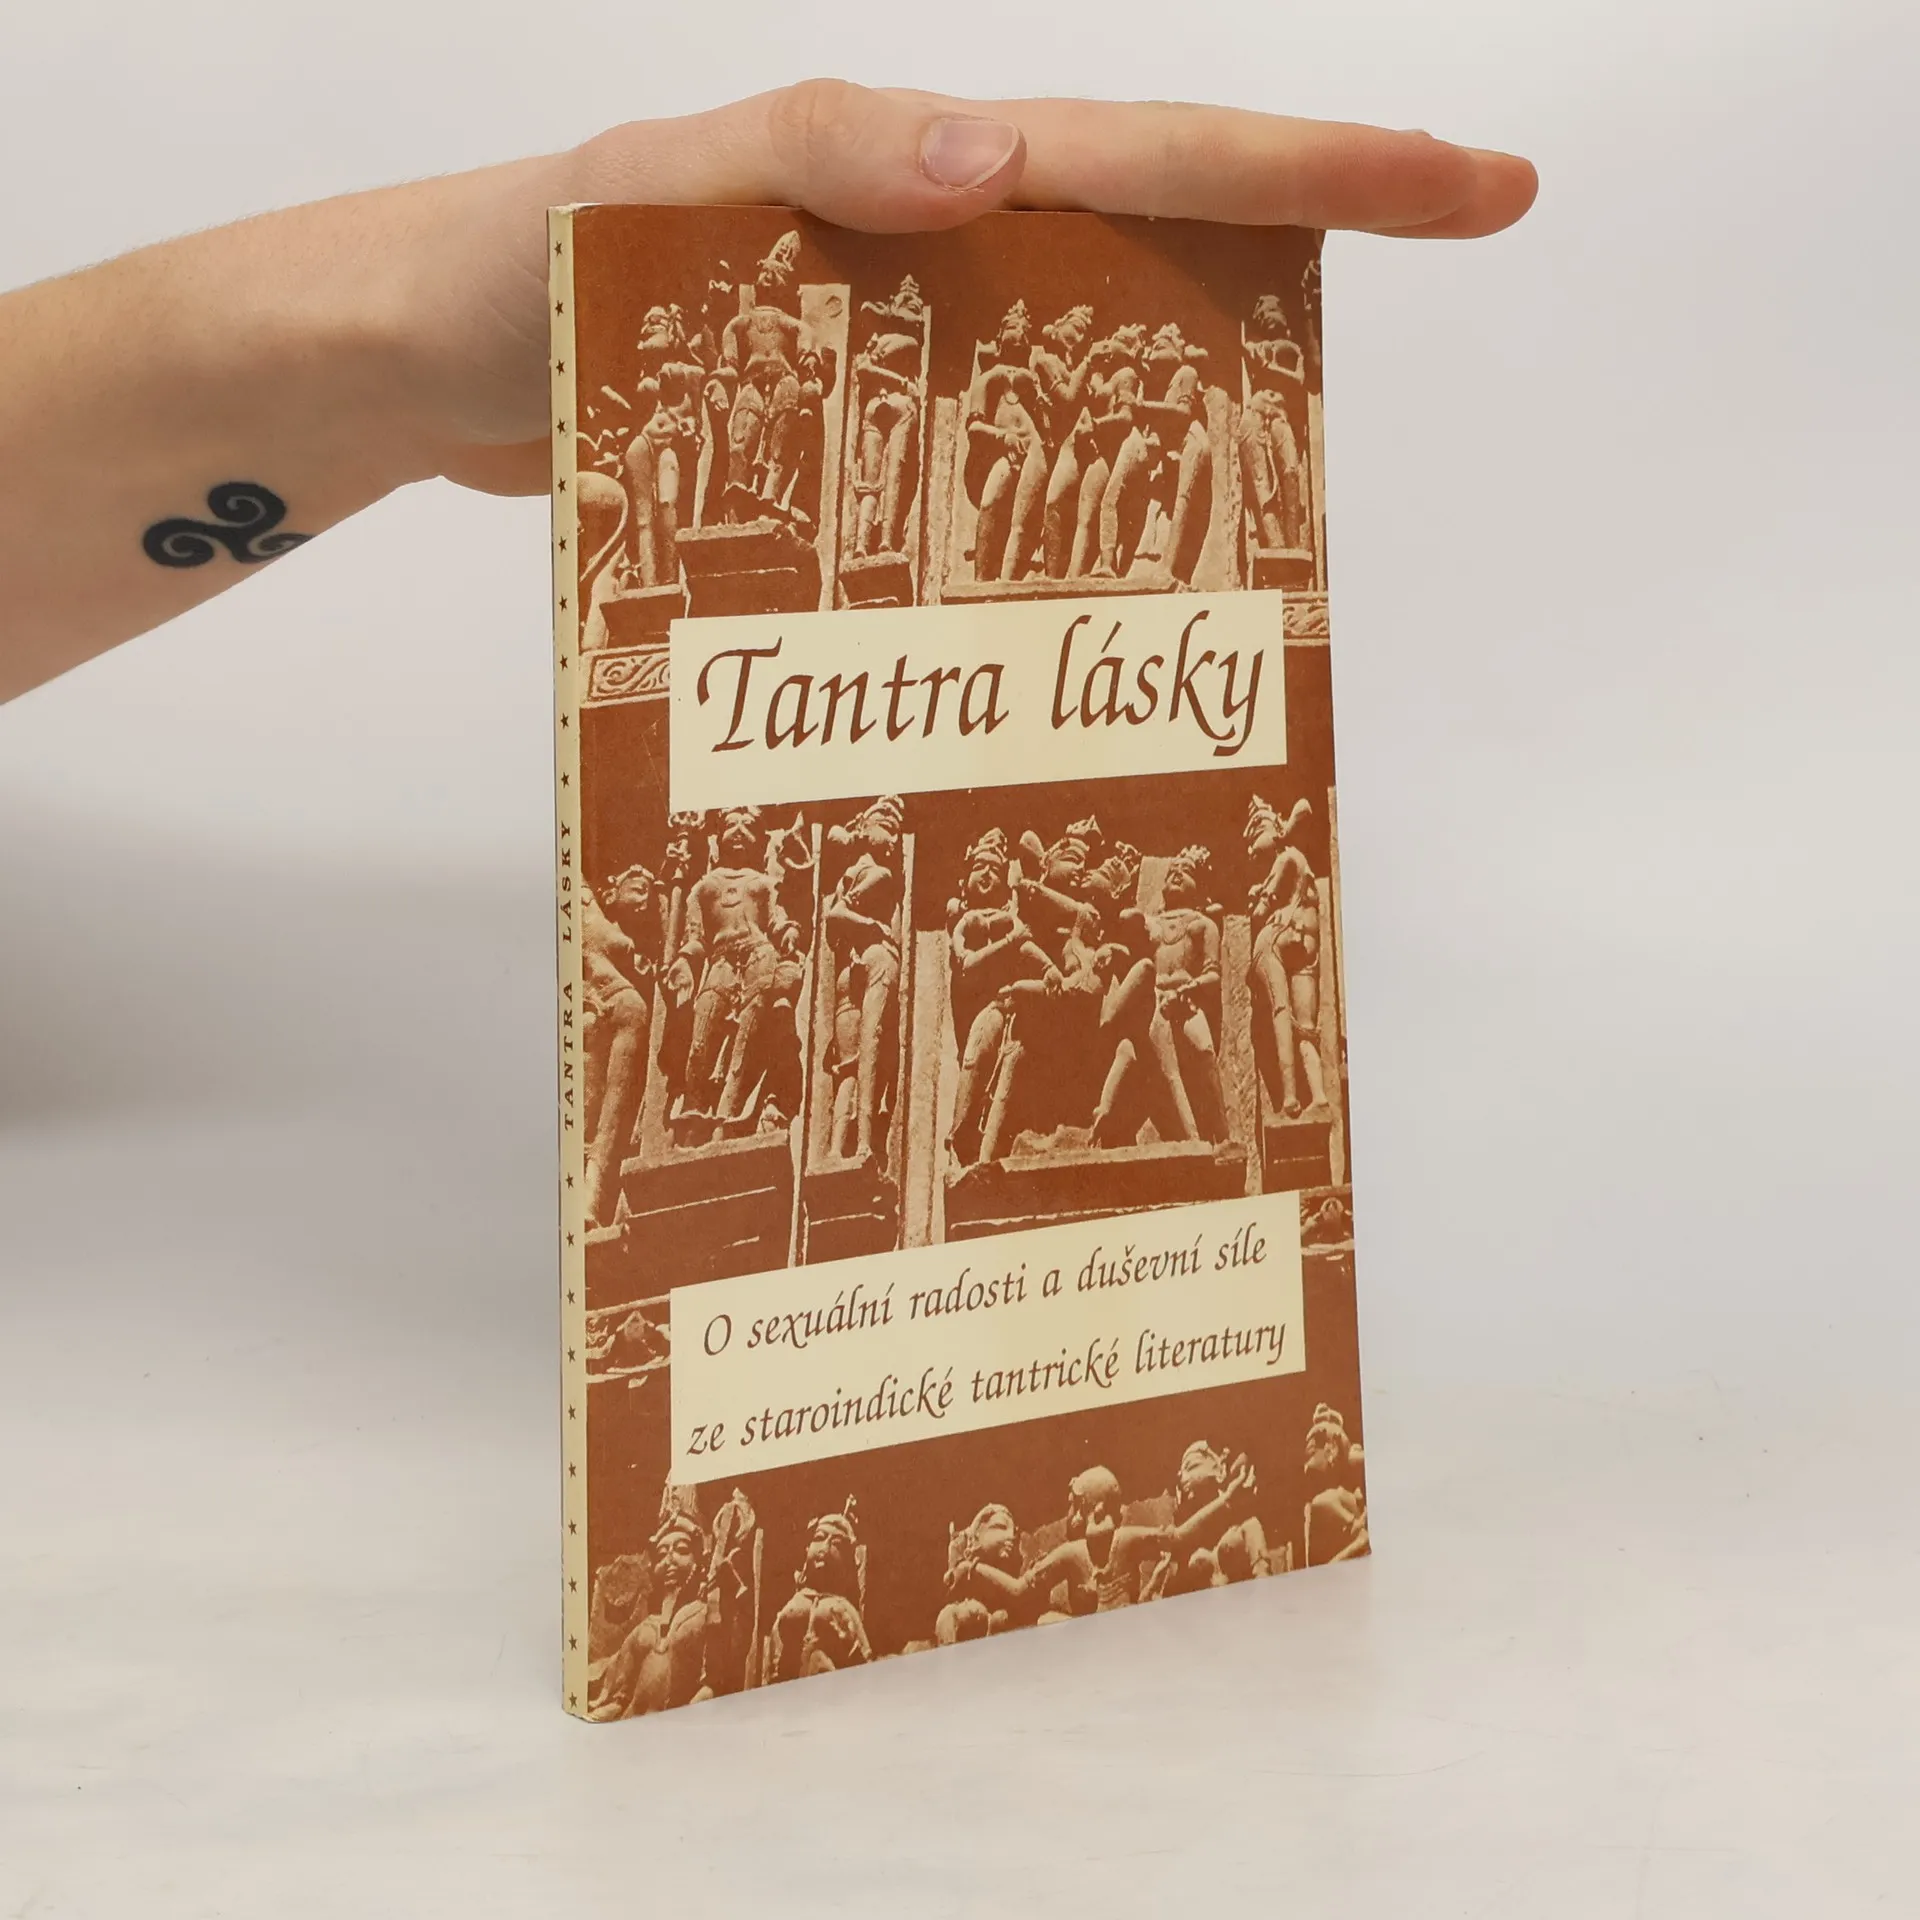 Tantra lásky
O sexuální radosti a duševní síle
ze staroindické tantrické literatury
TANTRA LÁSKY